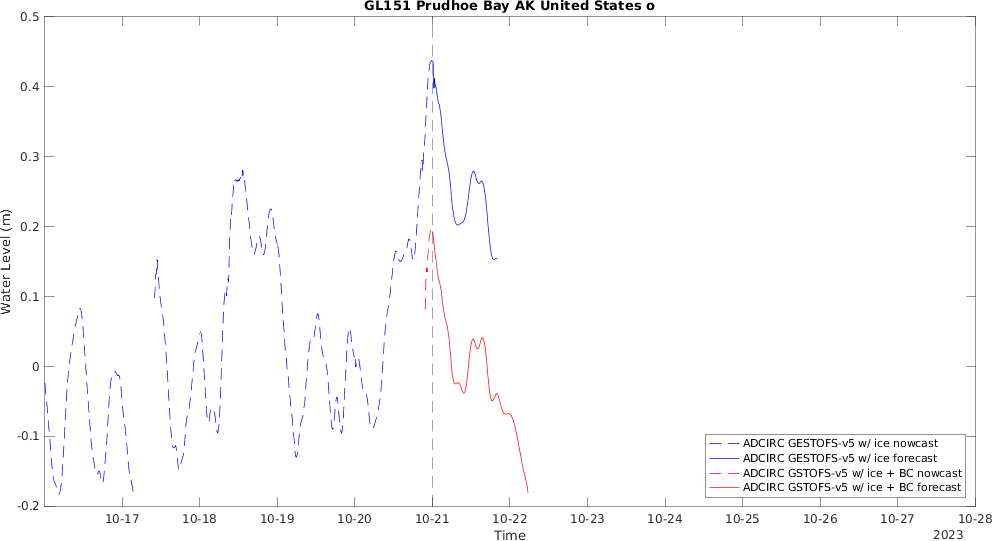 GL151 Prudhoe Bay AK United States o
Water Level (m)
0.5
0.4
0.3
0.2
0.1
0
-0.1
-0.2
ADCIRC GESTOFS-v5 w/ ice nowcast
ADCIRC GESTOFS-v5 w/ ice forecast
ADCIRC GSTOFS-v5 w/ ice + BC nowcast
ADCIRC GSTOFS-v5 w/ ice + BC forecast
10-17 10-18 10-19 10-20 10-21 10-22 10-23 10-24 10-25 10-26 10-27 10-28
Time
2023